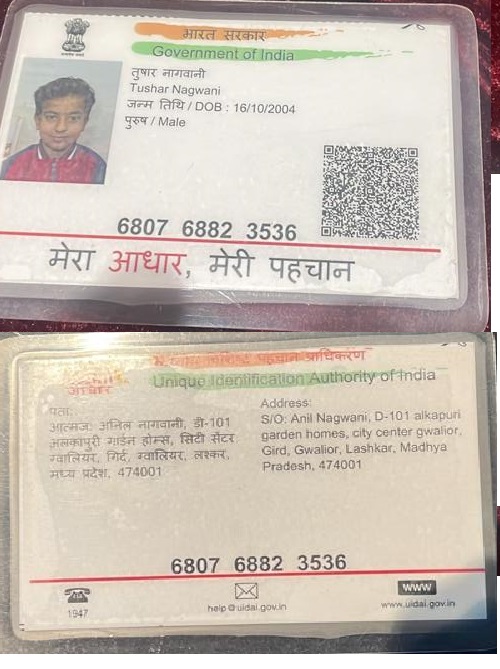 भारत सरकार
Government of India
तुषार नागवानी
Tushar Nagwani
जन्म तिथि / DOB : 16/10/2004
पुरुष / Male
6807 6882 3536
मेरा आधार, मेरी पहचान
पहचान प्राधिकरण
Unique Identification Authority of India
आधार
पता:
आत्मज: अनिल नागवानी, डी-101
अलकापुरी गार्डन होम्स, सिटी सेंटर
ग्वालियर, गिर्द, ग्वालियर, लश्कर,
मध्य प्रदेश, 474001
Address:
S/O: Anil Nagwani, D-101 alkapuri
garden homes, city center gwalior,
Gird, Gwalior, Lashkar, Madhya
Pradesh, 474001
6807 6882 3536
1947
help@uidai.gov.in
WWW
www.uidai.gov.in